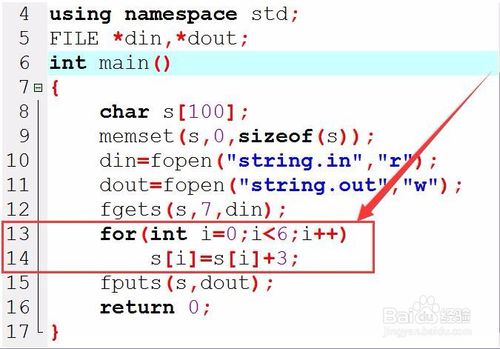 4 using namespace std;
5 FILE *din,*dout;
6 int main()
7 {
8 char s[100];
9 memset(s,0,sizeof(s));
10 din=fopen("string.in","r");
11 dout=fopen("string.out","w");
12 fgets(s,7,din);
13 for(int i=0;i<6;i++)
14 s[i]=s[i]+3;
15 fputs(s,dout);
16 return 0;
17 }
Baidu 经验
jingyan.baidu.com